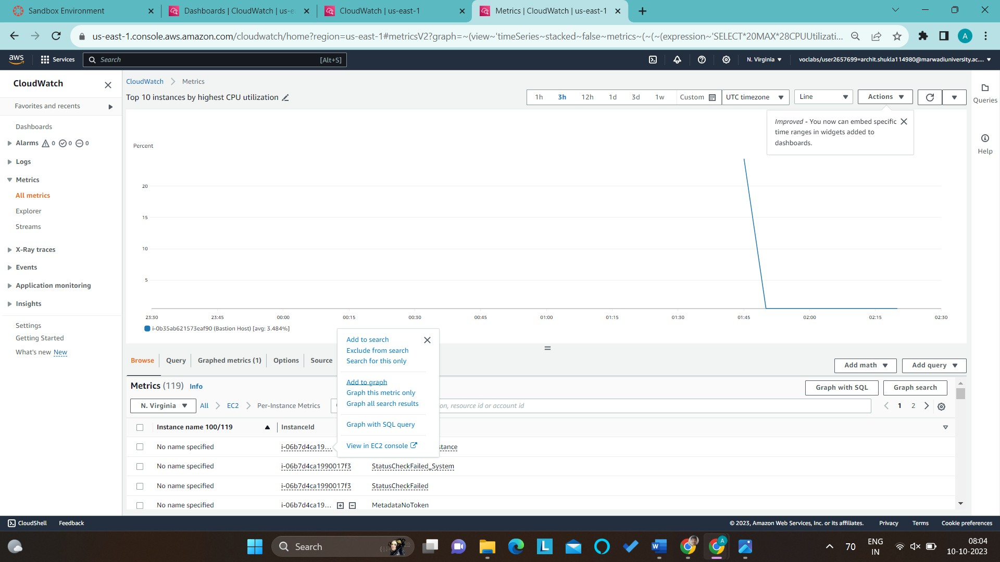 Sandbox Environment
Dashboards | CloudWatch | us-e
CloudWatch | us-east-1
Metrics | CloudWatch | us-east-1
us-east-1.console.aws.amazon.com/cloudwatch/home?region=us-east-1#metricsV2?graph=~(view~'timeSeries~stacked~false~metrics~(~(~(expression~'SELECT*20MAX*28CPUUtilizati...
A
aws
Services
Search
[Alt+S]
N. Virginia
voclabs/user2657699=archit.shukla114980@marwadiuniversity.ac....
CloudWatch
Favorites and recents
Dashboards
Alarms 0 0 0
Logs
Metrics
All metrics
Explorer
Streams
X-Ray traces
Events
Application monitoring
Insights
Settings
Getting Started
What's new New
CloudWatch
Metrics
Top 10 instances by highest CPU utilization
1h 3h 12h 1d 3d 1w Custom
UTC timezone
Line
Actions
Improved - You now can embed specific
time ranges in widgets added to
dashboards.
Queries
Help
Percent
20
15
10
5
23:30 23:45 00:00 00:15 00:30 00:45 01:00 01:15 01:30 01:45 02:00 02:15 02:30
i-0b35ab621573eaf90 (Bastion Host) [avg: 3.484%]
Add to search
Exclude from search
Search for this only
Add to graph
Graph this metric only
Graph all search results
Graph with SQL query
View in EC2 console
Browse
Query
Graphed metrics (1)
Options
Source
Add math
Add query
Metrics (119) Info
Graph with SQL
Graph search
N. Virginia
All
EC2
Per-Instance Metrics
on, resource id or account id
1 2
Instance name 100/119
InstanceId
No name specified i-06b7d4ca19... stance
No name specified i-06b7d4ca1990017f3 StatusCheckFailed_System
No name specified i-06b7d4ca1990017f3 StatusCheckFailed
No name specified i-06b7d4ca19... MetadataNoToken
CloudShell
Feedback
© 2023, Amazon Web Services, Inc. or its affiliates.
Privacy
Terms
Cookie preferences
Search
L
W
A
70
ENG
IN
08:04
10-10-2023